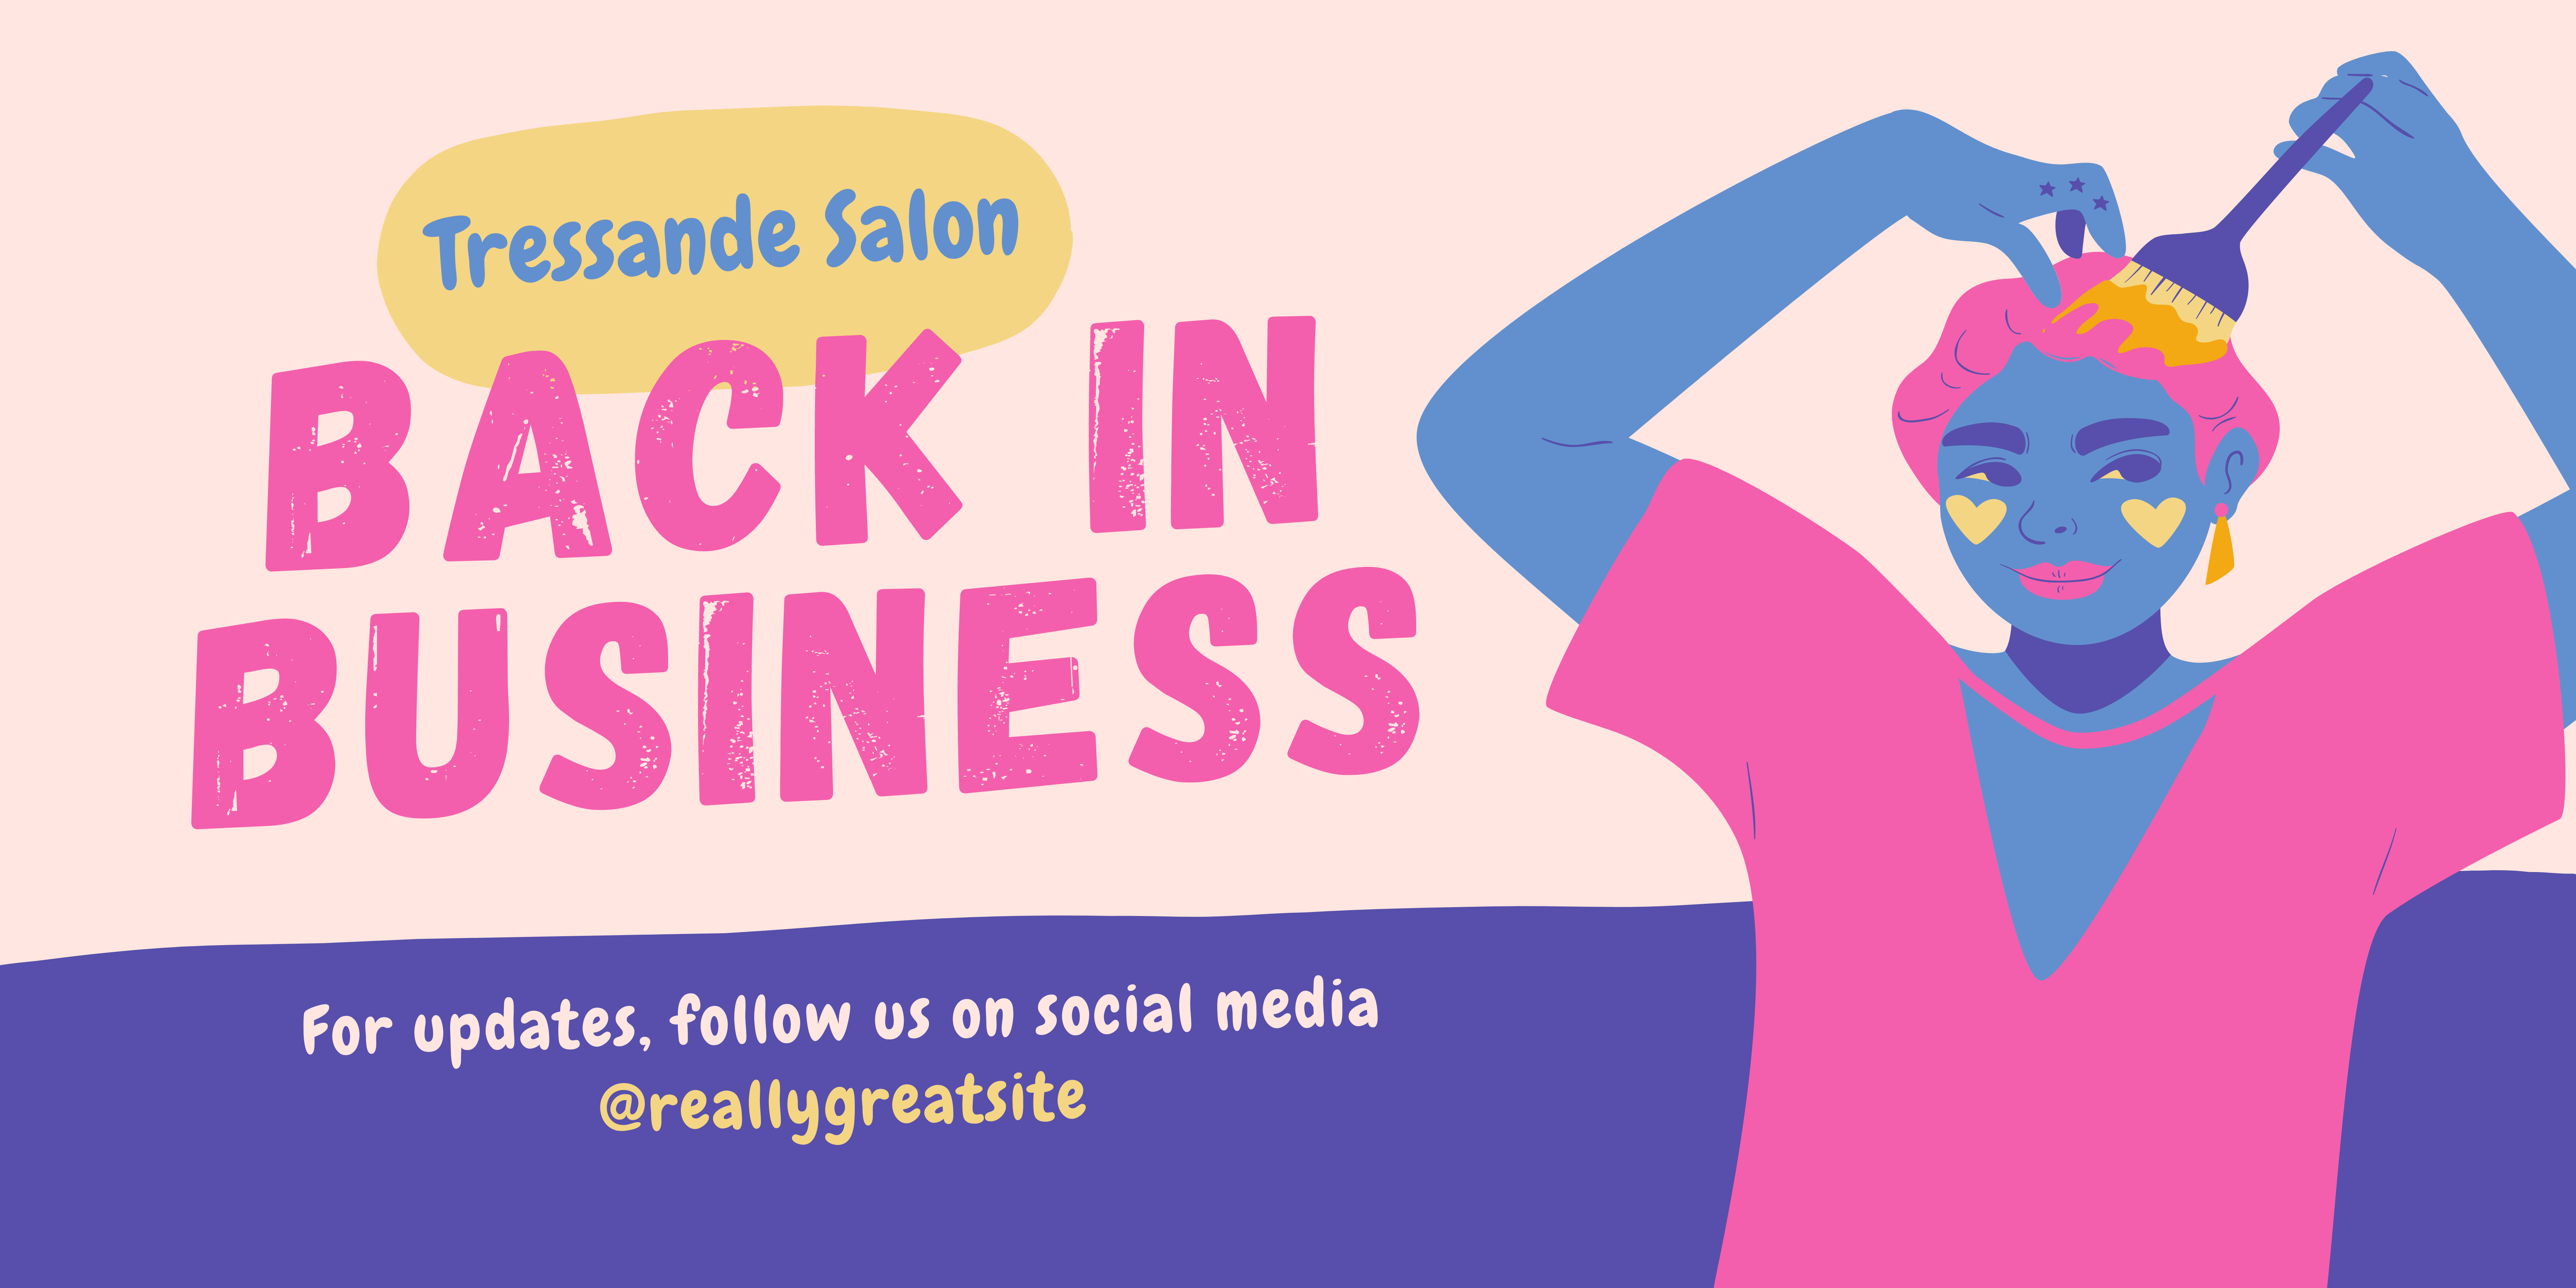 Tressande Salon
BACK IN
BUSINESS
For updates, follow us on social media
@reallygreatsite